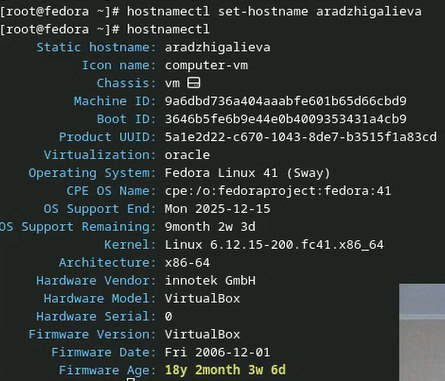 [root@fedora ~]# hostnamectl set-hostname aradzhigalieva
[root@fedora ~]# hostnamectl
Static hostname: aradzhigalieva
Icon name: computer-vm
Chassis: vm
Machine ID: 9a6dbd736a404aaabfe601b65d66cbd9
Boot ID: 3646b5fe6b9e44e0b4009353431a4cb9
Product UUID: 5a1e2d22-c670-1043-8de7-b3515f1a83cd
Virtualization: oracle
Operating System: Fedora Linux 41 (Sway)
CPE OS Name: cpe:/o:fedoraproject:fedora:41
OS Support End: Mon 2025-12-15
OS Support Remaining: 9month 2w 3d
Kernel: Linux 6.12.15-200.fc41.x86_64
Architecture: x86-64
Hardware Vendor: innotek GmbH
Hardware Model: VirtualBox
Hardware Serial: 0
Firmware Version: VirtualBox
Firmware Date: Fri 2006-12-01
Firmware Age: 18y 2month 3w 6d